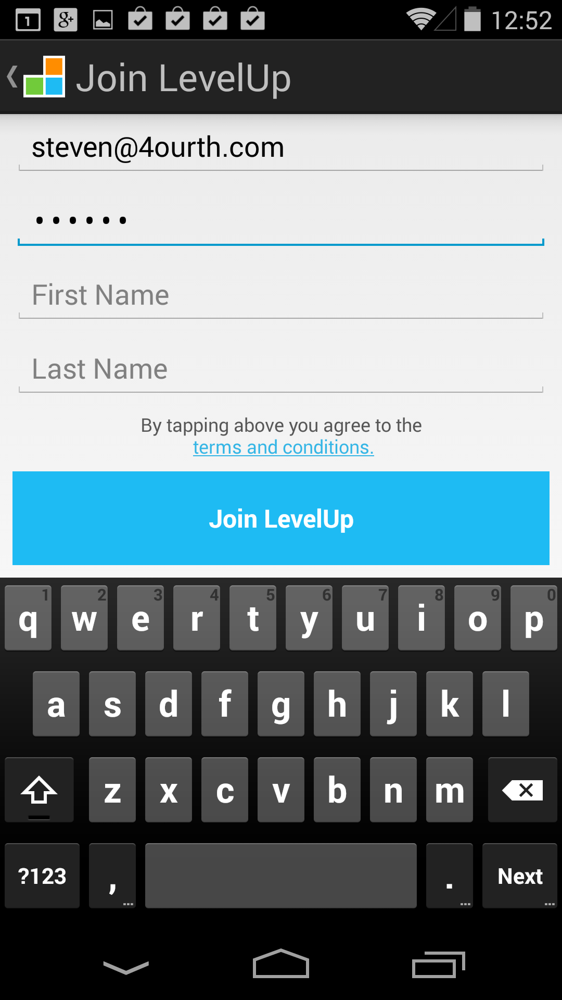 1 g+ 12:52
Join LevelUp
steven@4ourth.com
••••••
First Name
Last Name
By tapping above you agree to the
terms and conditions.
Join LevelUp
1 2 3 4 5 6 7 8 9 0
q w e r t y u i o p
a s d f g h j k l
z x c v b n m
?123 , . Next